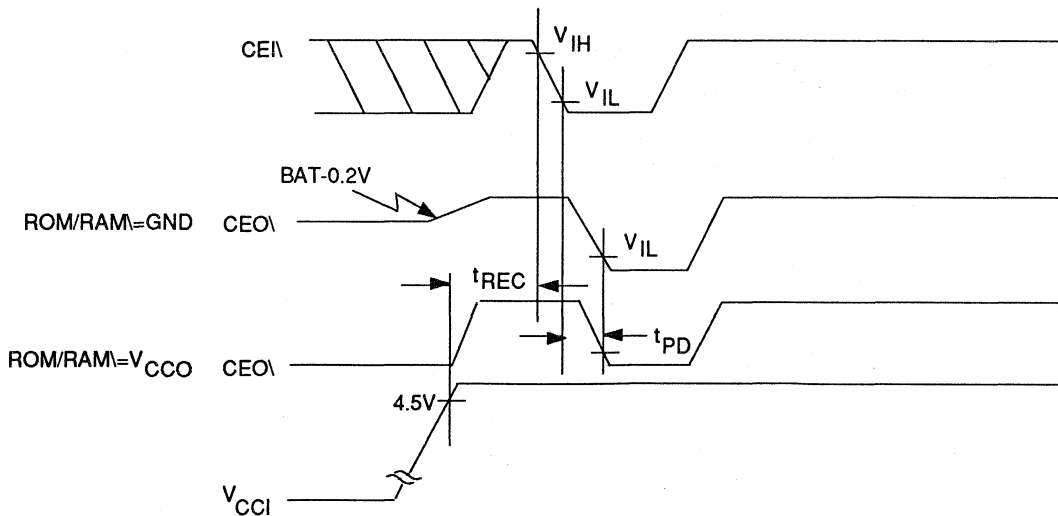 CEI\
VIH
VIL
BAT-0.2V
ROM/RAM\=GND CEO\
VIL
tREC
tPD
ROM/RAM\=VCCO CEO\
4.5V
VCCI